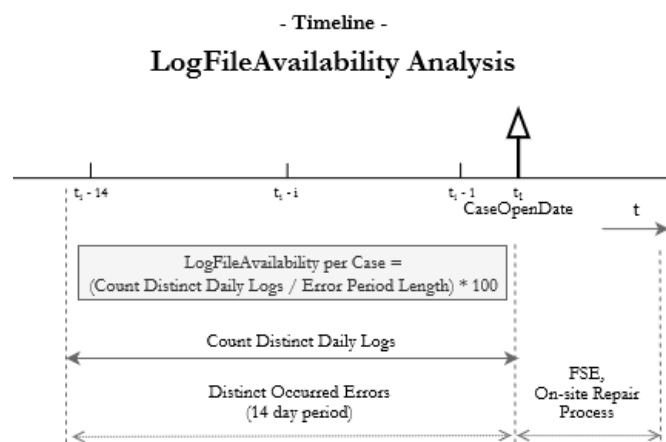 - Timeline -
LogFileAvailability Analysis
t₁ - 14
t₁ - i
t₁ - 1
t₁
CaseOpenDate
t
LogFileAvailability per Case =
(Count Distinct Daily Logs / Error Period Length) * 100
Count Distinct Daily Logs
Distinct Occurred Errors
(14 day period)
FSE,
On-site Repair
Process